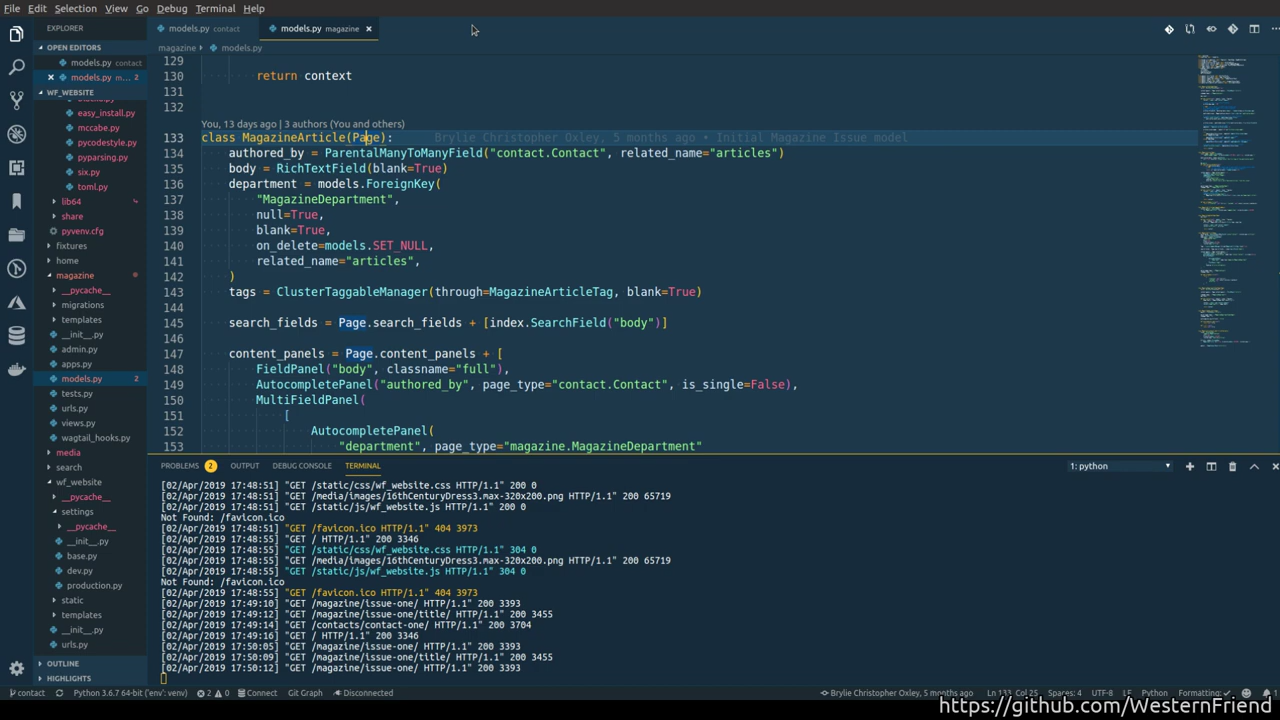 File Edit Selection View Go Debug Terminal Help
EXPLORER
OPEN EDITORS
models.py contact
models.py m... 2
WF_WEBSITE
easy_install.py
mccabe.py
pycodestyle.py
pyparsing.py
six.py
toml.py
lib64
share
pyvenv.cfg
fixtures
home
magazine
__pycache__
migrations
templates
__init__.py
admin.py
apps.py
models.py 2
tests.py
urls.py
views.py
wagtail_hooks.py
media
search
wf_website
__pycache__
settings
__pycache__
__init__.py
base.py
dev.py
production.py
static
templates
__init__.py
urls.py
OUTLINE
HIGHLIGHTS
models.py contact models.py magazine
magazine models.py
129
130 return context
131
132
You, 13 days ago | 3 authors (You and others)
133 class MagazineArticle(Page): Brylie Christopher Oxley, 5 months ago Initial Magazine Issue model
134 authored_by = ParentalManyToManyField("contact.Contact", related_name="articles")
135 body = RichTextField(blank=True)
136 department = models.ForeignKey(
137 "MagazineDepartment",
138 null=True,
139 blank=True,
140 on_delete=models.SET_NULL,
141 related_name="articles",
142 )
143 tags = ClusterTaggableManager(through=MagazineArticleTag, blank=True)
144
145 search_fields = Page.search_fields + [index.SearchField("body")]
146
147 content_panels = Page.content_panels + [
148 FieldPanel("body", classname="full"),
149 AutocompletePanel("authored_by", page_type="contact.Contact", is_single=False),
150 MultiFieldPanel(
151 [
152 AutocompletePanel(
153 "department", page_type="magazine.MagazineDepartment"
PROBLEMS 2 OUTPUT DEBUG CONSOLE TERMINAL 1: python
[02/Apr/2019 17:48:51] "GET /static/css/wf_website.css HTTP/1.1" 200 0
[02/Apr/2019 17:48:51] "GET /media/images/16thCenturyDress3.max-320x200.png HTTP/1.1" 200 65719
[02/Apr/2019 17:48:51] "GET /static/js/wf_website.js HTTP/1.1" 200 0
Not Found: /favicon.ico
[02/Apr/2019 17:48:51] "GET /favicon.ico HTTP/1.1" 404 3973
[02/Apr/2019 17:48:55] "GET / HTTP/1.1" 200 3346
[02/Apr/2019 17:48:55] "GET /static/css/wf_website.css HTTP/1.1" 304 0
[02/Apr/2019 17:48:55] "GET /media/images/16thCenturyDress3.max-320x200.png HTTP/1.1" 200 65719
[02/Apr/2019 17:48:55] "GET /static/js/wf_website.js HTTP/1.1" 304 0
Not Found: /favicon.ico
[02/Apr/2019 17:48:55] "GET /favicon.ico HTTP/1.1" 404 3973
[02/Apr/2019 17:49:10] "GET /magazine/issue-one/ HTTP/1.1" 200 3393
[02/Apr/2019 17:49:12] "GET /magazine/issue-one/title/ HTTP/1.1" 200 3455
[02/Apr/2019 17:49:14] "GET /contacts/contact-one/ HTTP/1.1" 200 3704
[02/Apr/2019 17:49:16] "GET / HTTP/1.1" 200 3346
[02/Apr/2019 17:50:05] "GET /magazine/issue-one/ HTTP/1.1" 200 3393
[02/Apr/2019 17:50:09] "GET /magazine/issue-one/title/ HTTP/1.1" 200 3455
[02/Apr/2019 17:50:12] "GET /magazine/issue-one/ HTTP/1.1" 200 3393
contact Python 3.6.7 64-bit ('env': venv) 2 0 Connect Git Graph Disconnected Brylie Christopher Oxley, 5 months ago Ln 133, Col 25 Spaces: 4 UTF-8 LF Python Formatting: ✓ 1
https://github.com/WesternFriend